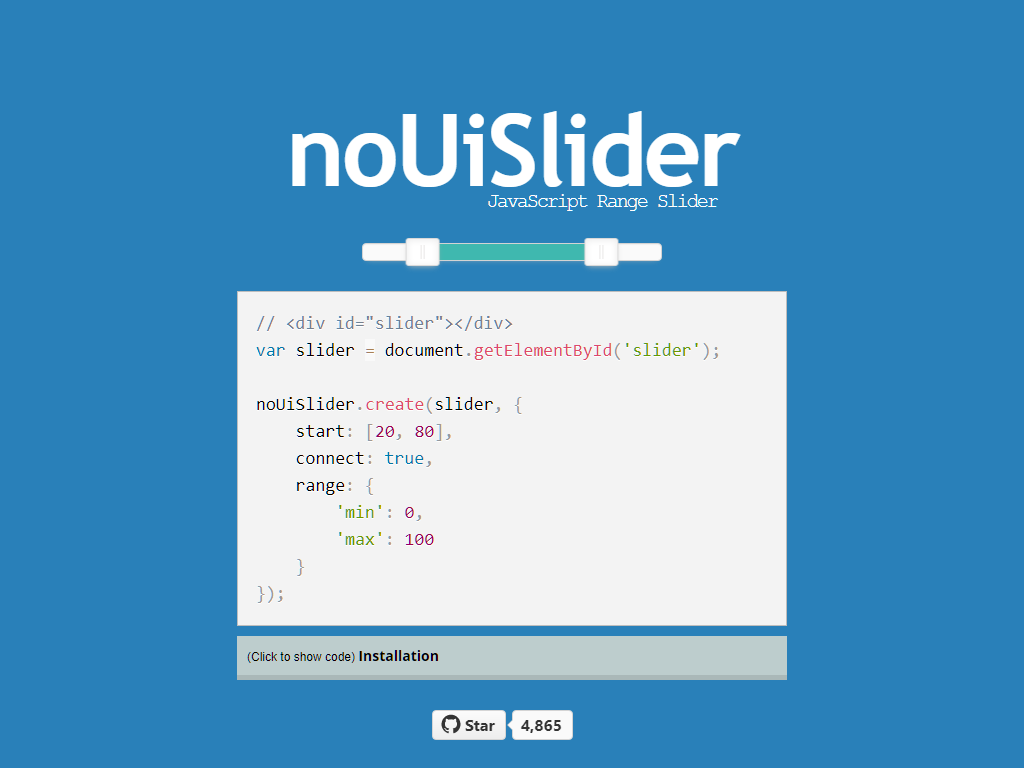 noUiSlider
JavaScript Range Slider
// <div id="slider"></div>
var slider = document.getElementById('slider');
noUiSlider.create(slider, {
    start: [20, 80],
    connect: true,
    range: {
        'min': 0,
        'max': 100
    }
});
(Click to show code) Installation
Star 4,865